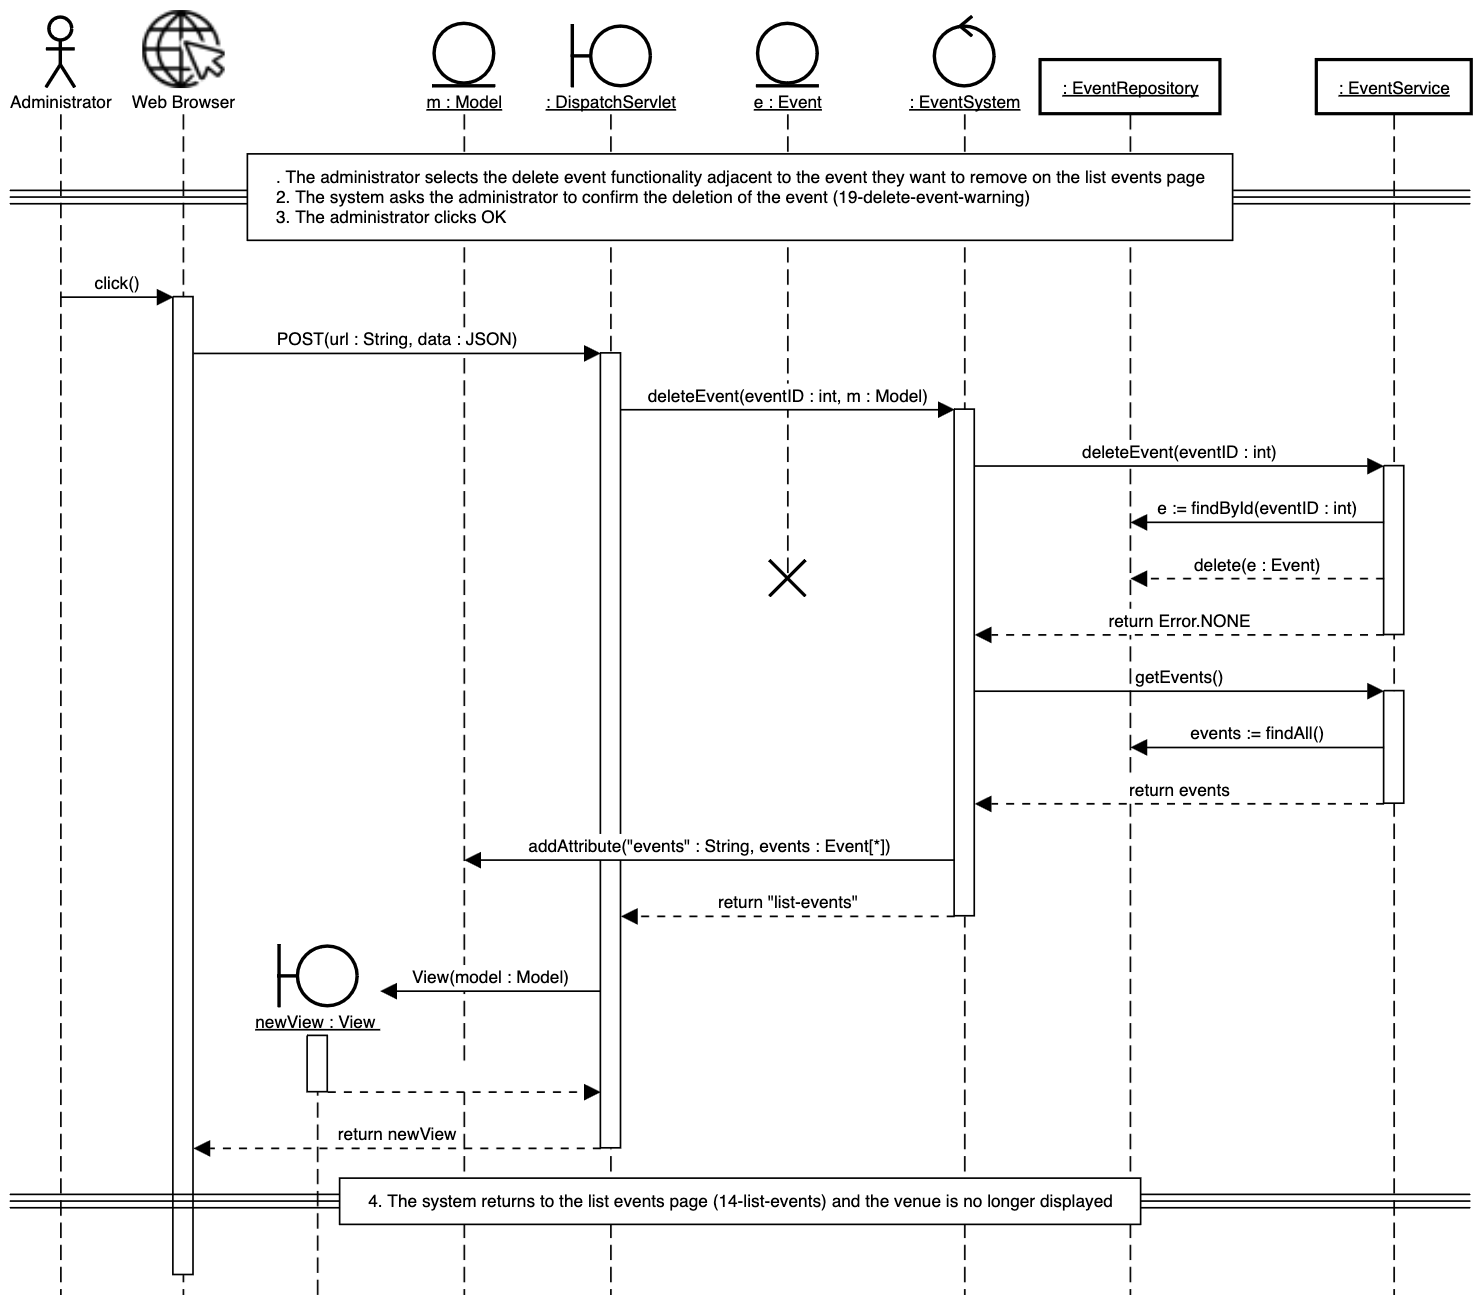 Administrator
Web Browser
m : Model
: DispatchServlet
e : Event
: EventSystem
: EventRepository
: EventService
. The administrator selects the delete event functionality adjacent to the event they want to remove on the list events page
2. The system asks the administrator to confirm the deletion of the event (19-delete-event-warning)
3. The administrator clicks OK
click()
POST(url : String, data : JSON)
deleteEvent(eventID : int, m : Model)
deleteEvent(eventID : int)
e := findById(eventID : int)
delete(e : Event)
return Error.NONE
getEvents()
events := findAll()
return events
addAttribute("events" : String, events : Event[*])
return "list-events"
View(model : Model)
newView : View
return newView
4. The system returns to the list events page (14-list-events) and the venue is no longer displayed